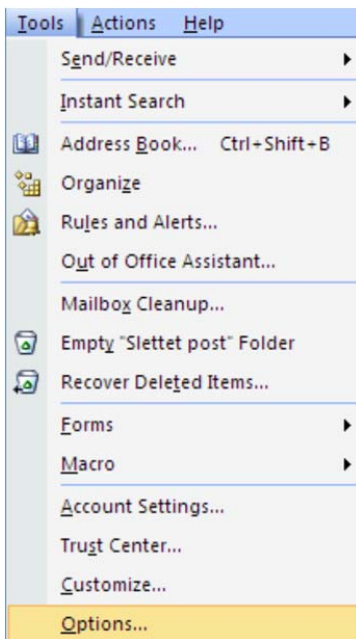 Tools Actions Help
Send/Receive
Instant Search
Address Book... Ctrl+Shift+B
Organize
Rules and Alerts...
Out of Office Assistant...
Mailbox Cleanup...
Empty "Slettet post" Folder
Recover Deleted Items...
Forms
Macro
Account Settings...
Trust Center...
Customize...
Options...